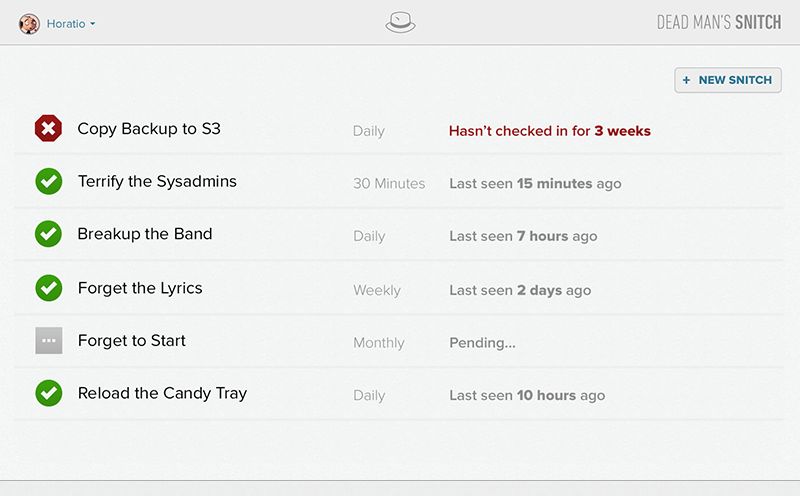 Horatio
DEAD MAN'S SNITCH
+ NEW SNITCH
Copy Backup to S3 Daily Hasn't checked in for 3 weeks
Terrify the Sysadmins 30 Minutes Last seen 15 minutes ago
Breakup the Band Daily Last seen 7 hours ago
Forget the Lyrics Weekly Last seen 2 days ago
Forget to Start Monthly Pending...
Reload the Candy Tray Daily Last seen 10 hours ago